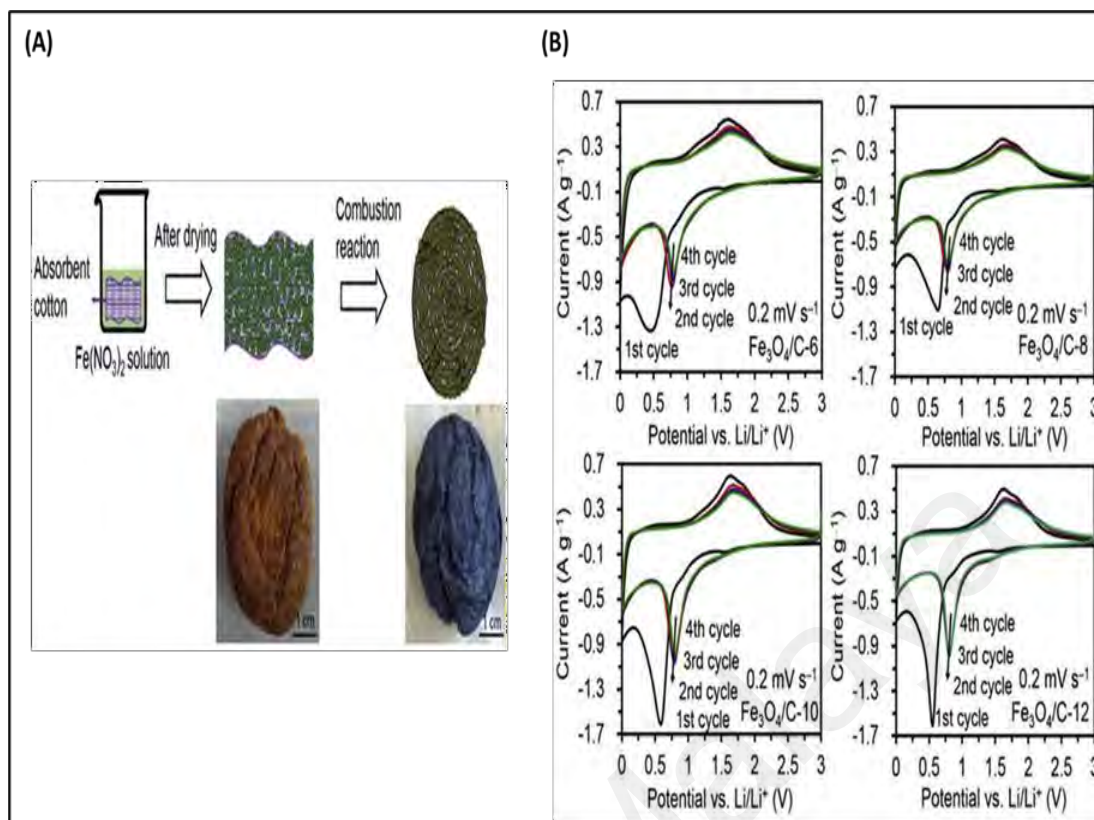 (A)
Absorbent
cotton
Fe(NO₃)₂ solution
After drying
Combustion
reaction
1 cm
1 cm
(B)
Current (A g⁻¹)
0.7
0.3
-0.1
-0.5
-0.9
-1.3
-1.7
4th cycle
3rd cycle
2nd cycle
1st cycle
0.2 mV s⁻¹
Fe₃O₄/C-6
0 0.5 1 1.5 2 2.5 3
Potential vs. Li/Li⁺ (V)
Current (A g⁻¹)
0.7
0.3
-0.1
-0.5
-0.9
-1.3
-1.7
4th cycle
3rd cycle
2nd cycle
1st cycle
0.2 mV s⁻¹
Fe₃O₄/C-8
0 0.5 1 1.5 2 2.5 3
Potential vs. Li/Li⁺ (V)
Current (A g⁻¹)
0.7
0.3
-0.1
-0.5
-0.9
-1.3
-1.7
4th cycle
3rd cycle
2nd cycle
1st cycle
0.2 mV s⁻¹
Fe₃O₄/C-10
0 0.5 1 1.5 2 2.5 3
Potential vs. Li/Li⁺ (V)
Current (A g⁻¹)
0.7
0.3
-0.1
-0.5
-0.9
-1.3
-1.7
4th cycle
3rd cycle
2nd cycle
1st cycle
0.2 mV s⁻¹
Fe₃O₄/C-12
0 0.5 1 1.5 2 2.5 3
Potential vs. Li/Li⁺ (V)
Malaya